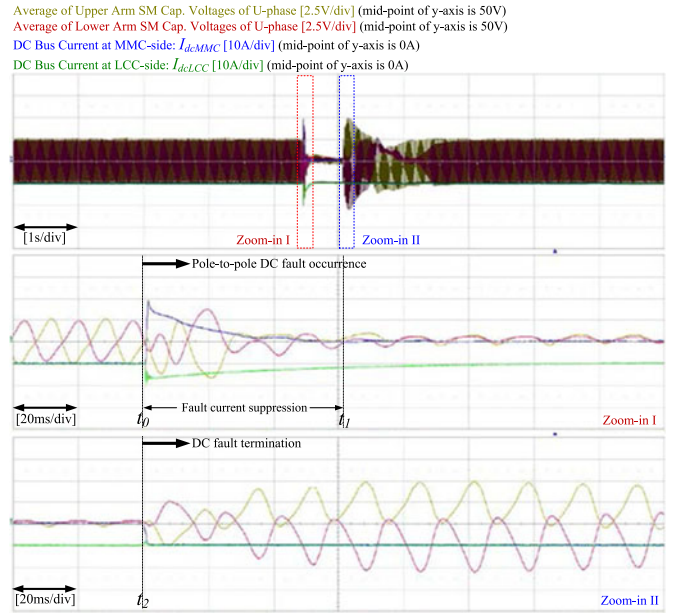 Average of Upper Arm SM Cap. Voltages of U-phase [2.5V/div] (mid-point of y-axis is 50V)
Average of Lower Arm SM Cap. Voltages of U-phase [2.5V/div] (mid-point of y-axis is 50V)
DC Bus Current at MMC-side: IdcMMC [10A/div] (mid-point of y-axis is 0A)
DC Bus Current at LCC-side: IdcLCC [10A/div] (mid-point of y-axis is 0A)
[1s/div]
Zoom-in I
Zoom-in II
Pole-to-pole DC fault occurrence
Fault current suppression
[20ms/div]
t0
t1
Zoom-in I
DC fault termination
[20ms/div]
t2
Zoom-in II